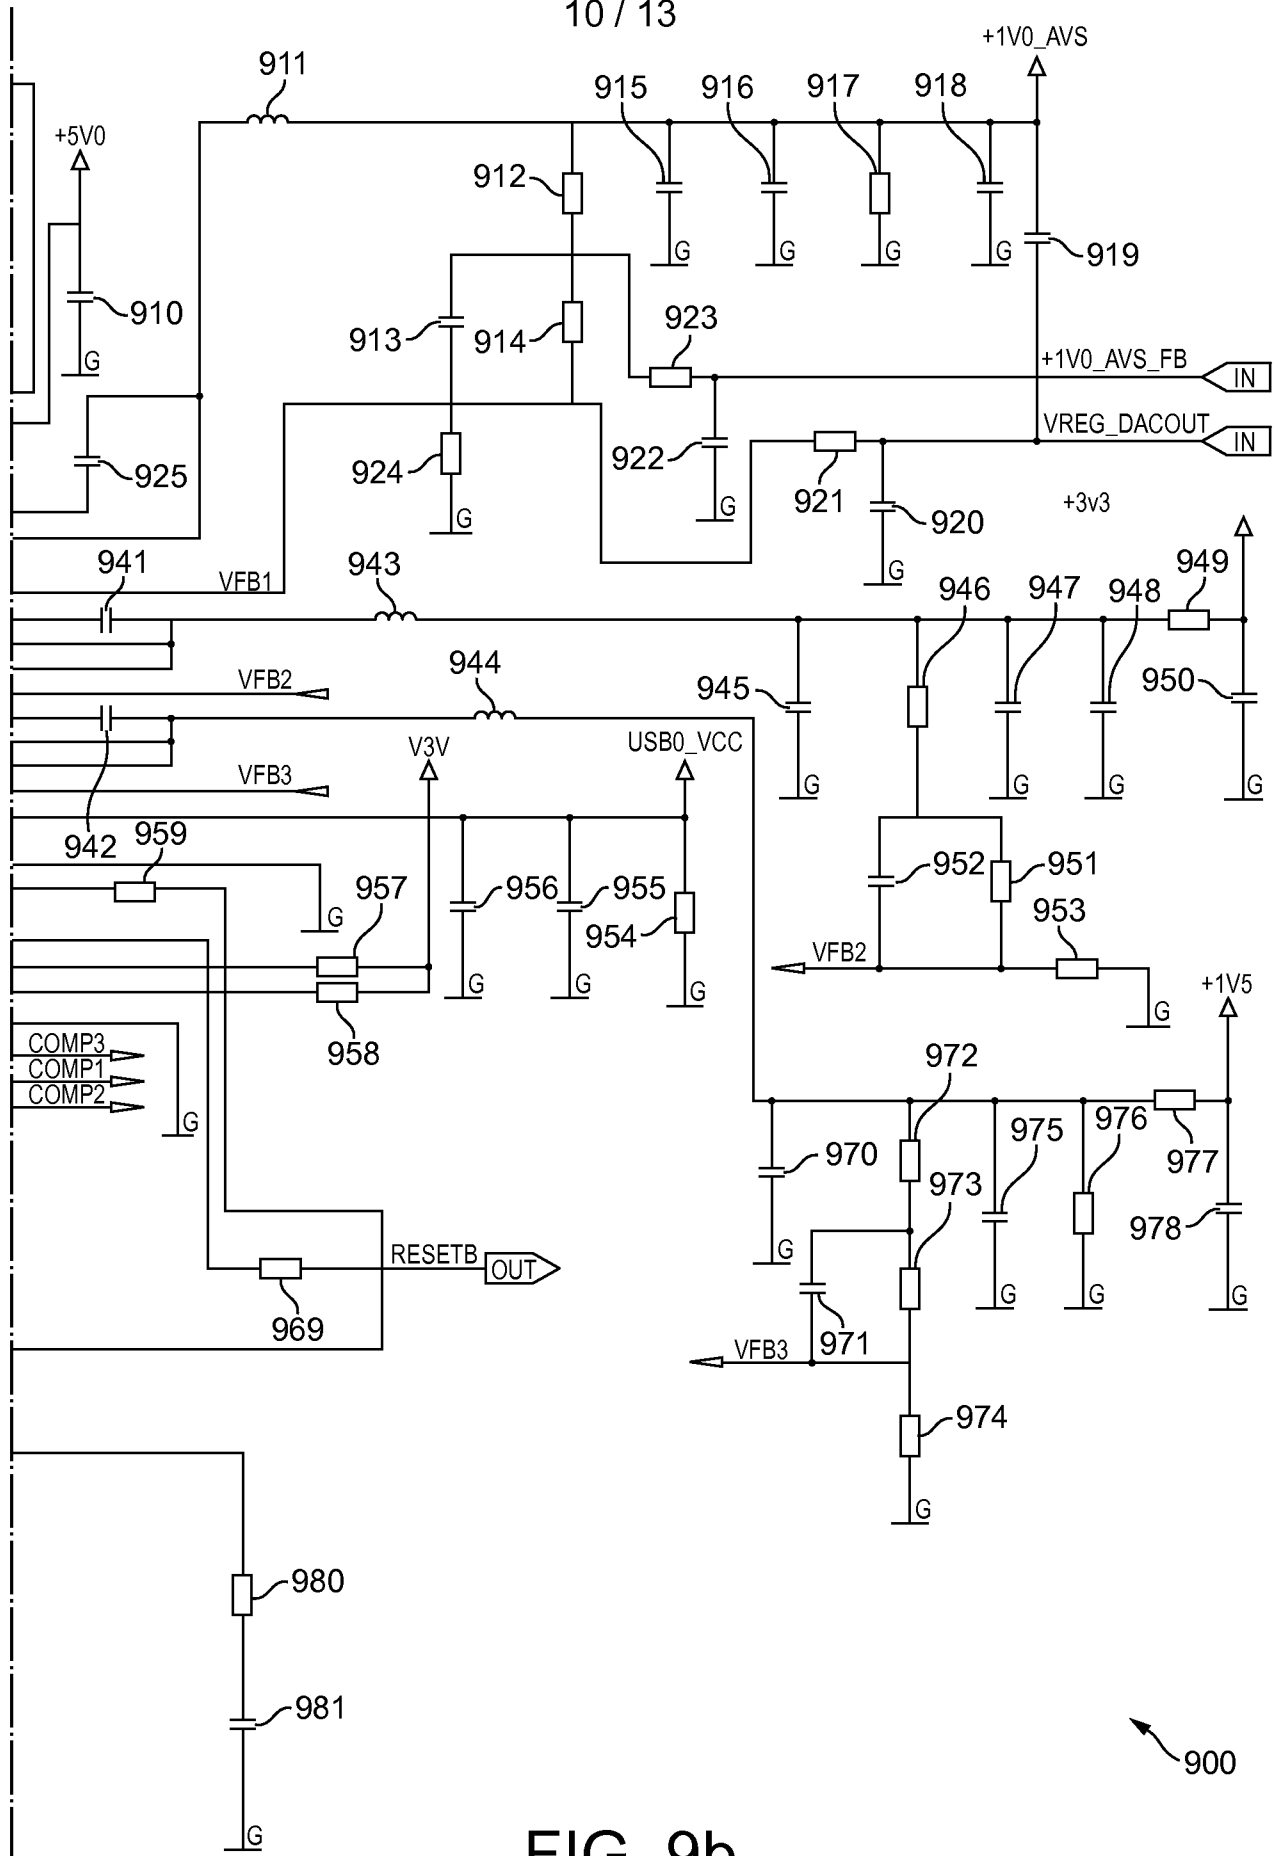 10 / 13
+1V0_AVS
911
915
916
917
918
+5V0
912
G
G
G
G
919
910
913
914
923
G
+1V0_AVS_FB
IN
VREG_DACOUT
IN
925
924
922
921
920
+3v3
G
G
G
941
VFB1
943
946
947
948
949
VFB2
944
945
950
V3V
USB0_VCC
VFB3
G
G
G
G
942
959
957
956
955
954
952
951
953
G
VFB2
G
G
G
G
+1V5
958
COMP3
COMP1
COMP2
G
972
970
973
975
976
977
978
RESETB
OUT
G
G
G
G
969
971
VFB3
974
G
980
981
900
G
FIG. 9b